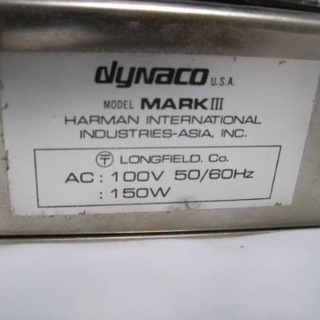 dynaco U.S.A.
MODEL MARK III
HARMAN INTERNATIONAL
INDUSTRIES-ASIA, INC.
〒 LONGFIELD. Co.
AC : 100V 50/60Hz
: 150W